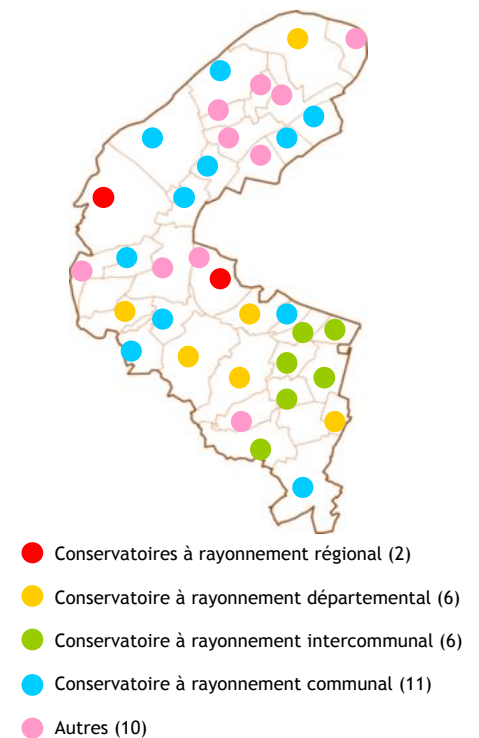 Conservatoires à rayonnement régional (2)
Conservatoire à rayonnement départemental (6)
Conservatoire à rayonnement intercommunal (6)
Conservatoire à rayonnement communal (11)
Autres (10)